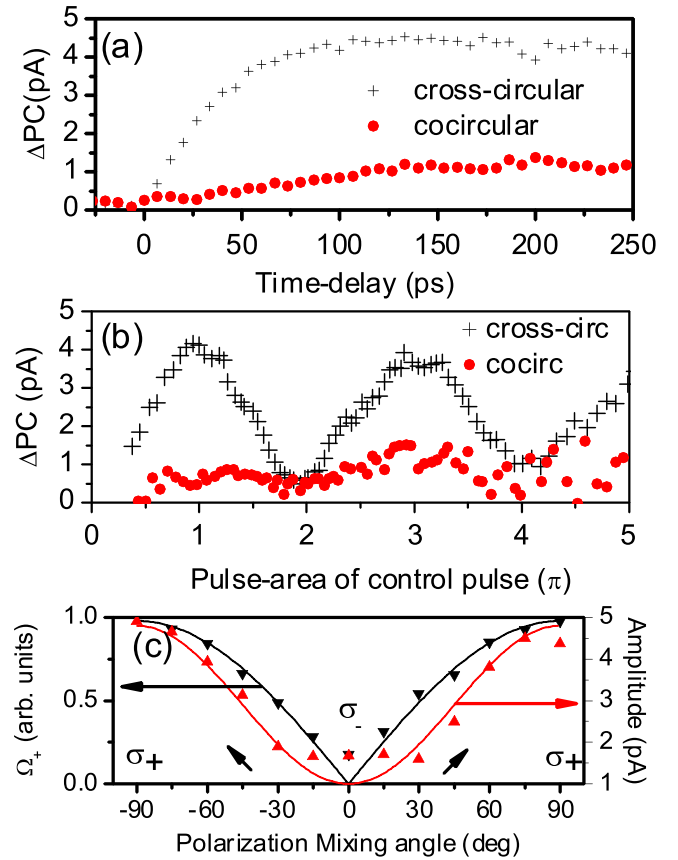 (a)
ΔPC(pA)
5
4
3
2
1
0
+ cross-circular
cocircular
0 50 100 150 200 250
Time-delay (ps)
(b)
ΔPC (pA)
5
4
3
2
1
0
+ cross-circ
cocirc
0 1 2 3 4 5
Pulse-area of control pulse (π)
(c)
Ω+ (arb. units)
1.0
0.5
0.0
σ+
σ-
σ+
5
4
3
2
1
Amplitude (pA)
-90 -60 -30 0 30 60 90
Polarization Mixing angle (deg)